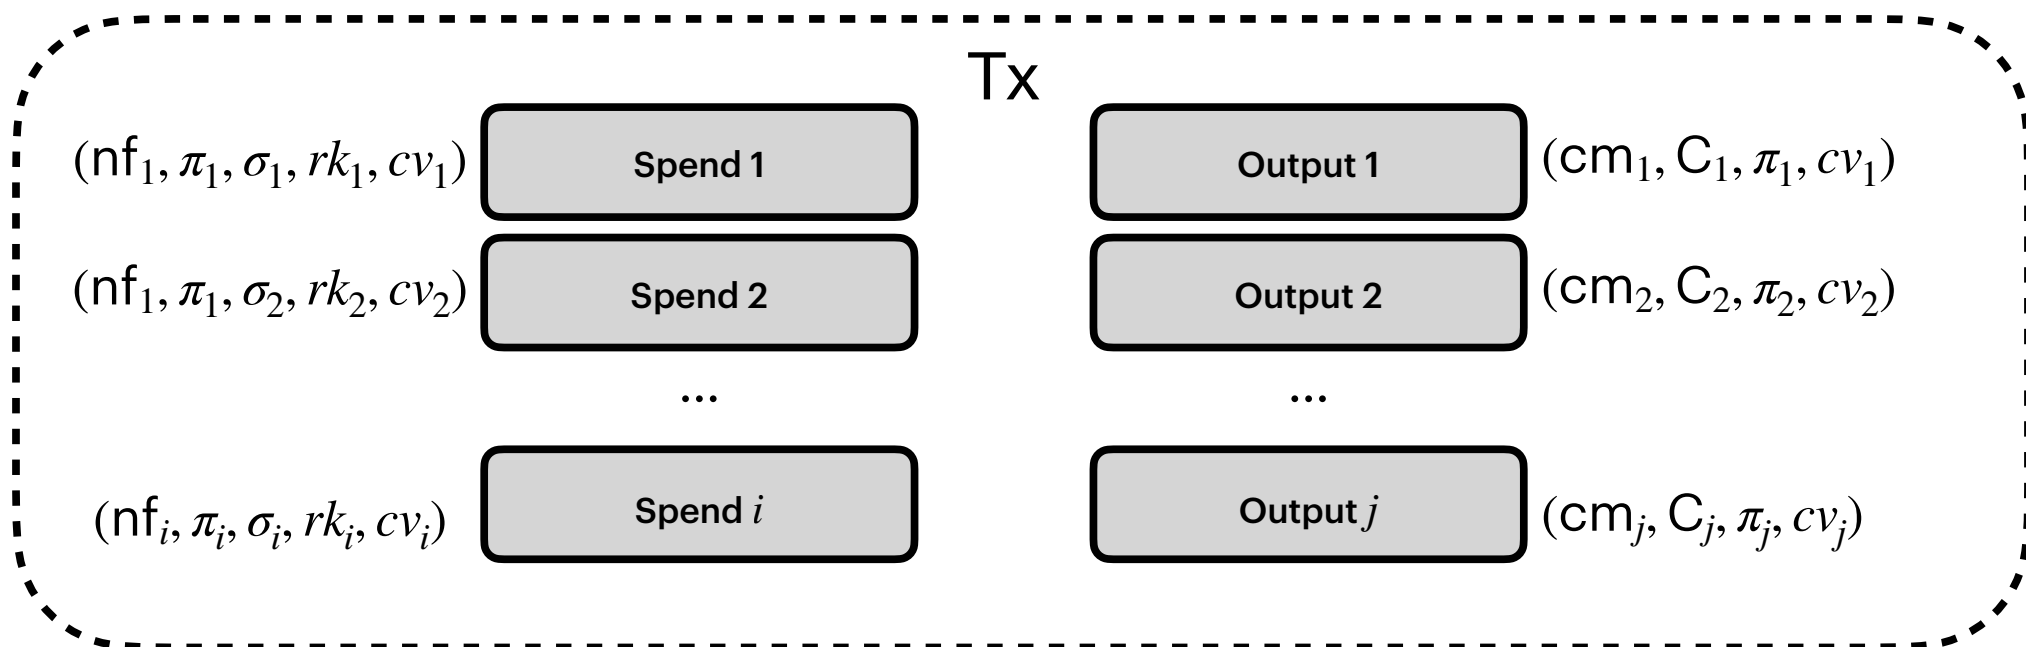 Tx
(nf₁, π₁, σ₁, rk₁, cv₁) Spend 1 Output 1 (cm₁, C₁, π₁, cv₁)
(nf₁, π₁, σ₂, rk₂, cv₂) Spend 2 Output 2 (cm₂, C₂, π₂, cv₂)
... ...
(nfᵢ, πᵢ, σᵢ, rkᵢ, cvᵢ) Spend i Output j (cmⱼ, Cⱼ, πⱼ, cvⱼ)